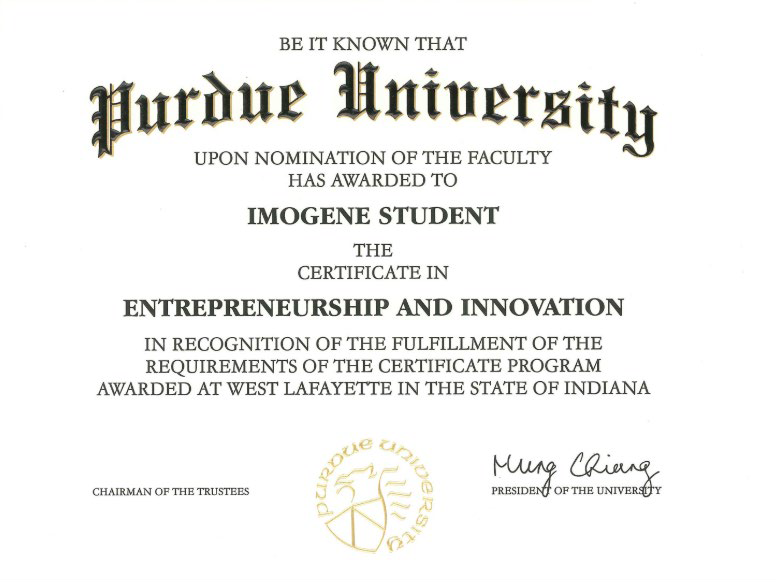 BE IT KNOWN THAT
Purdue University
UPON NOMINATION OF THE FACULTY
HAS AWARDED TO
IMOGENE STUDENT
THE
CERTIFICATE IN
ENTREPRENEURSHIP AND INNOVATION
IN RECOGNITION OF THE FULFILLMENT OF THE
REQUIREMENTS OF THE CERTIFICATE PROGRAM
AWARDED AT WEST LAFAYETTE IN THE STATE OF INDIANA
PURDUE UNIVERSITY
Mung Chiang
CHAIRMAN OF THE TRUSTEES
PRESIDENT OF THE UNIVERSITY